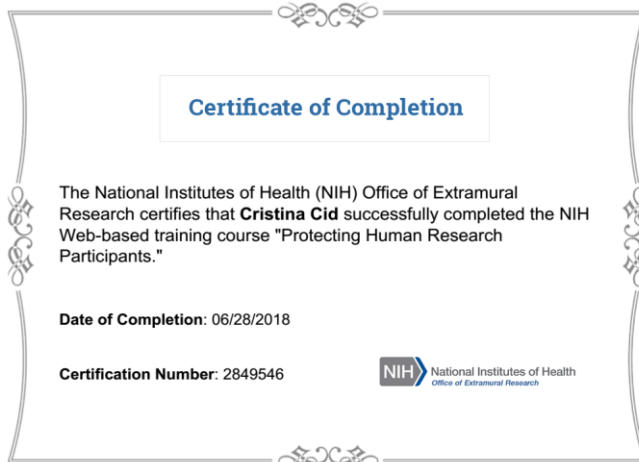 Certificate of Completion
The National Institutes of Health (NIH) Office of Extramural
Research certifies that Cristina Cid successfully completed the NIH
Web-based training course "Protecting Human Research
Participants."
Date of Completion: 06/28/2018
Certification Number: 2849546
NIH National Institutes of Health
Office of Extramural Research